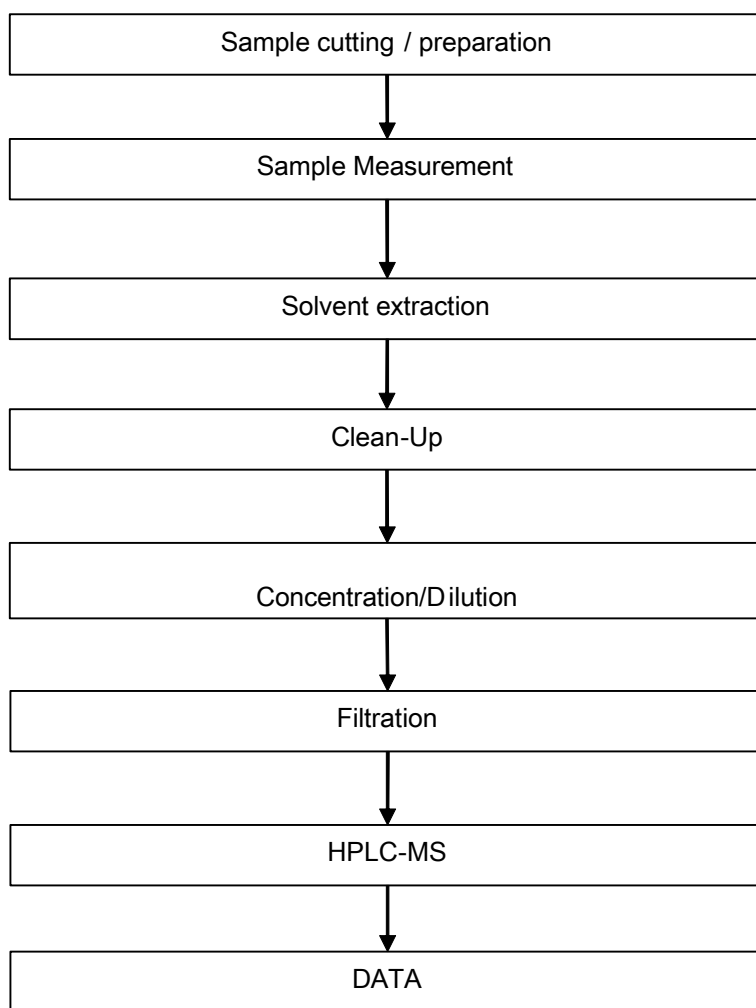 Sample cutting / preparation
Sample Measurement
Solvent extraction
Clean-Up
Concentration/Dilution
Filtration
HPLC-MS
DATA